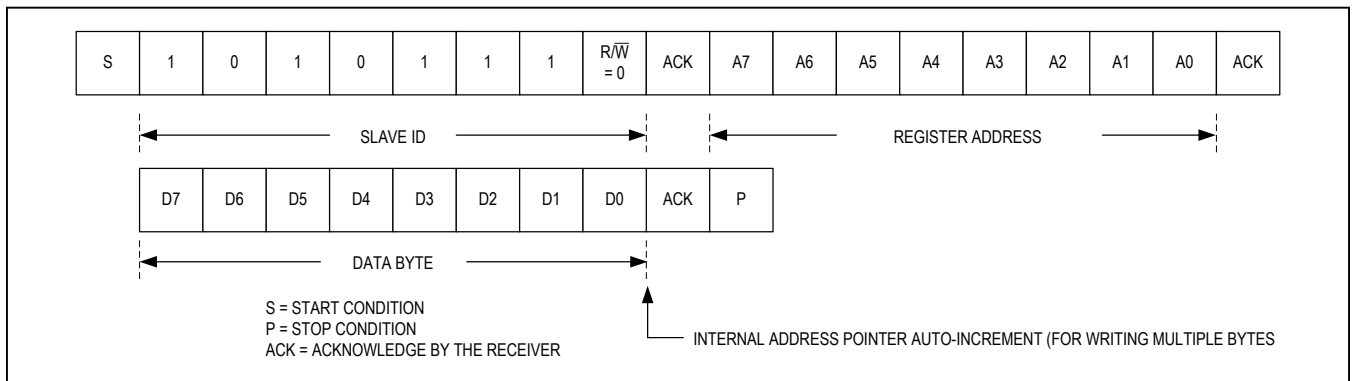 S 1 0 1 0 1 1 1 R/W̅ = 0 ACK A7 A6 A5 A4 A3 A2 A1 A0 ACK
SLAVE ID REGISTER ADDRESS
D7 D6 D5 D4 D3 D2 D1 D0 ACK P
DATA BYTE
S = START CONDITION
P = STOP CONDITION
ACK = ACKNOWLEDGE BY THE RECEIVER
INTERNAL ADDRESS POINTER AUTO-INCREMENT (FOR WRITING MULTIPLE BYTES